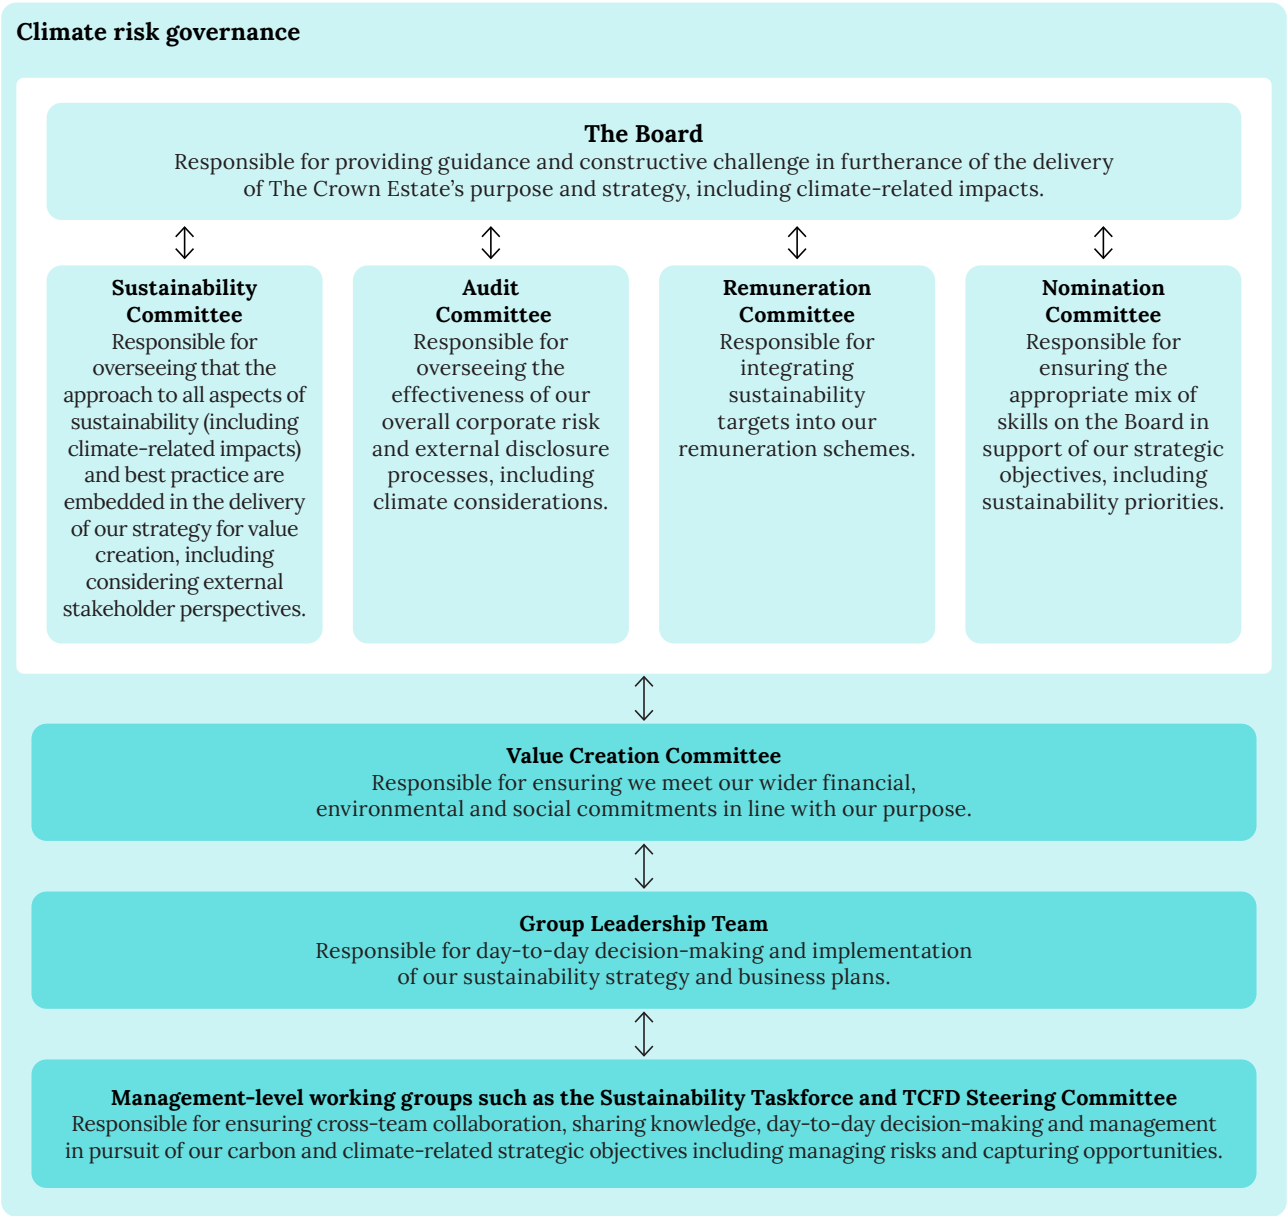 Climate risk governance
The Board
Responsible for providing guidance and constructive challenge in furtherance of the delivery
of The Crown Estate’s purpose and strategy, including climate-related impacts.
Sustainability
Committee
Responsible for
overseeing that the
approach to all aspects of
sustainability (including
climate-related impacts)
and best practice are
embedded in the delivery
of our strategy for value
creation, including
considering external
stakeholder perspectives.
Audit
Committee
Responsible for
overseeing the
effectiveness of our
overall corporate risk
and external disclosure
processes, including
climate considerations.
Remuneration
Committee
Responsible for
integrating
sustainability
targets into our
remuneration schemes.
Nomination
Committee
Responsible for
ensuring the
appropriate mix of
skills on the Board in
support of our strategic
objectives, including
sustainability priorities.
Value Creation Committee
Responsible for ensuring we meet our wider financial,
environmental and social commitments in line with our purpose.
Group Leadership Team
Responsible for day-to-day decision-making and implementation
of our sustainability strategy and business plans.
Management-level working groups such as the Sustainability Taskforce and TCFD Steering Committee
Responsible for ensuring cross-team collaboration, sharing knowledge, day-to-day decision-making and management
in pursuit of our carbon and climate-related strategic objectives including managing risks and capturing opportunities.